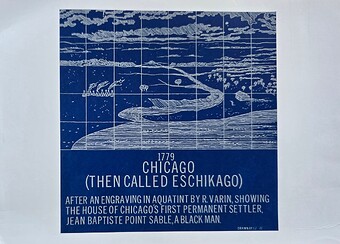 1779
CHICAGO
(THEN CALLED ESCHIKAGO)
AFTER AN ENGRAVING IN AQUATINT BY R. VARIN, SHOWING
THE HOUSE OF CHICAGO'S FIRST PERMANENT SETTLER,
JEAN BAPTISTE POINT SABLE, A BLACK MAN.